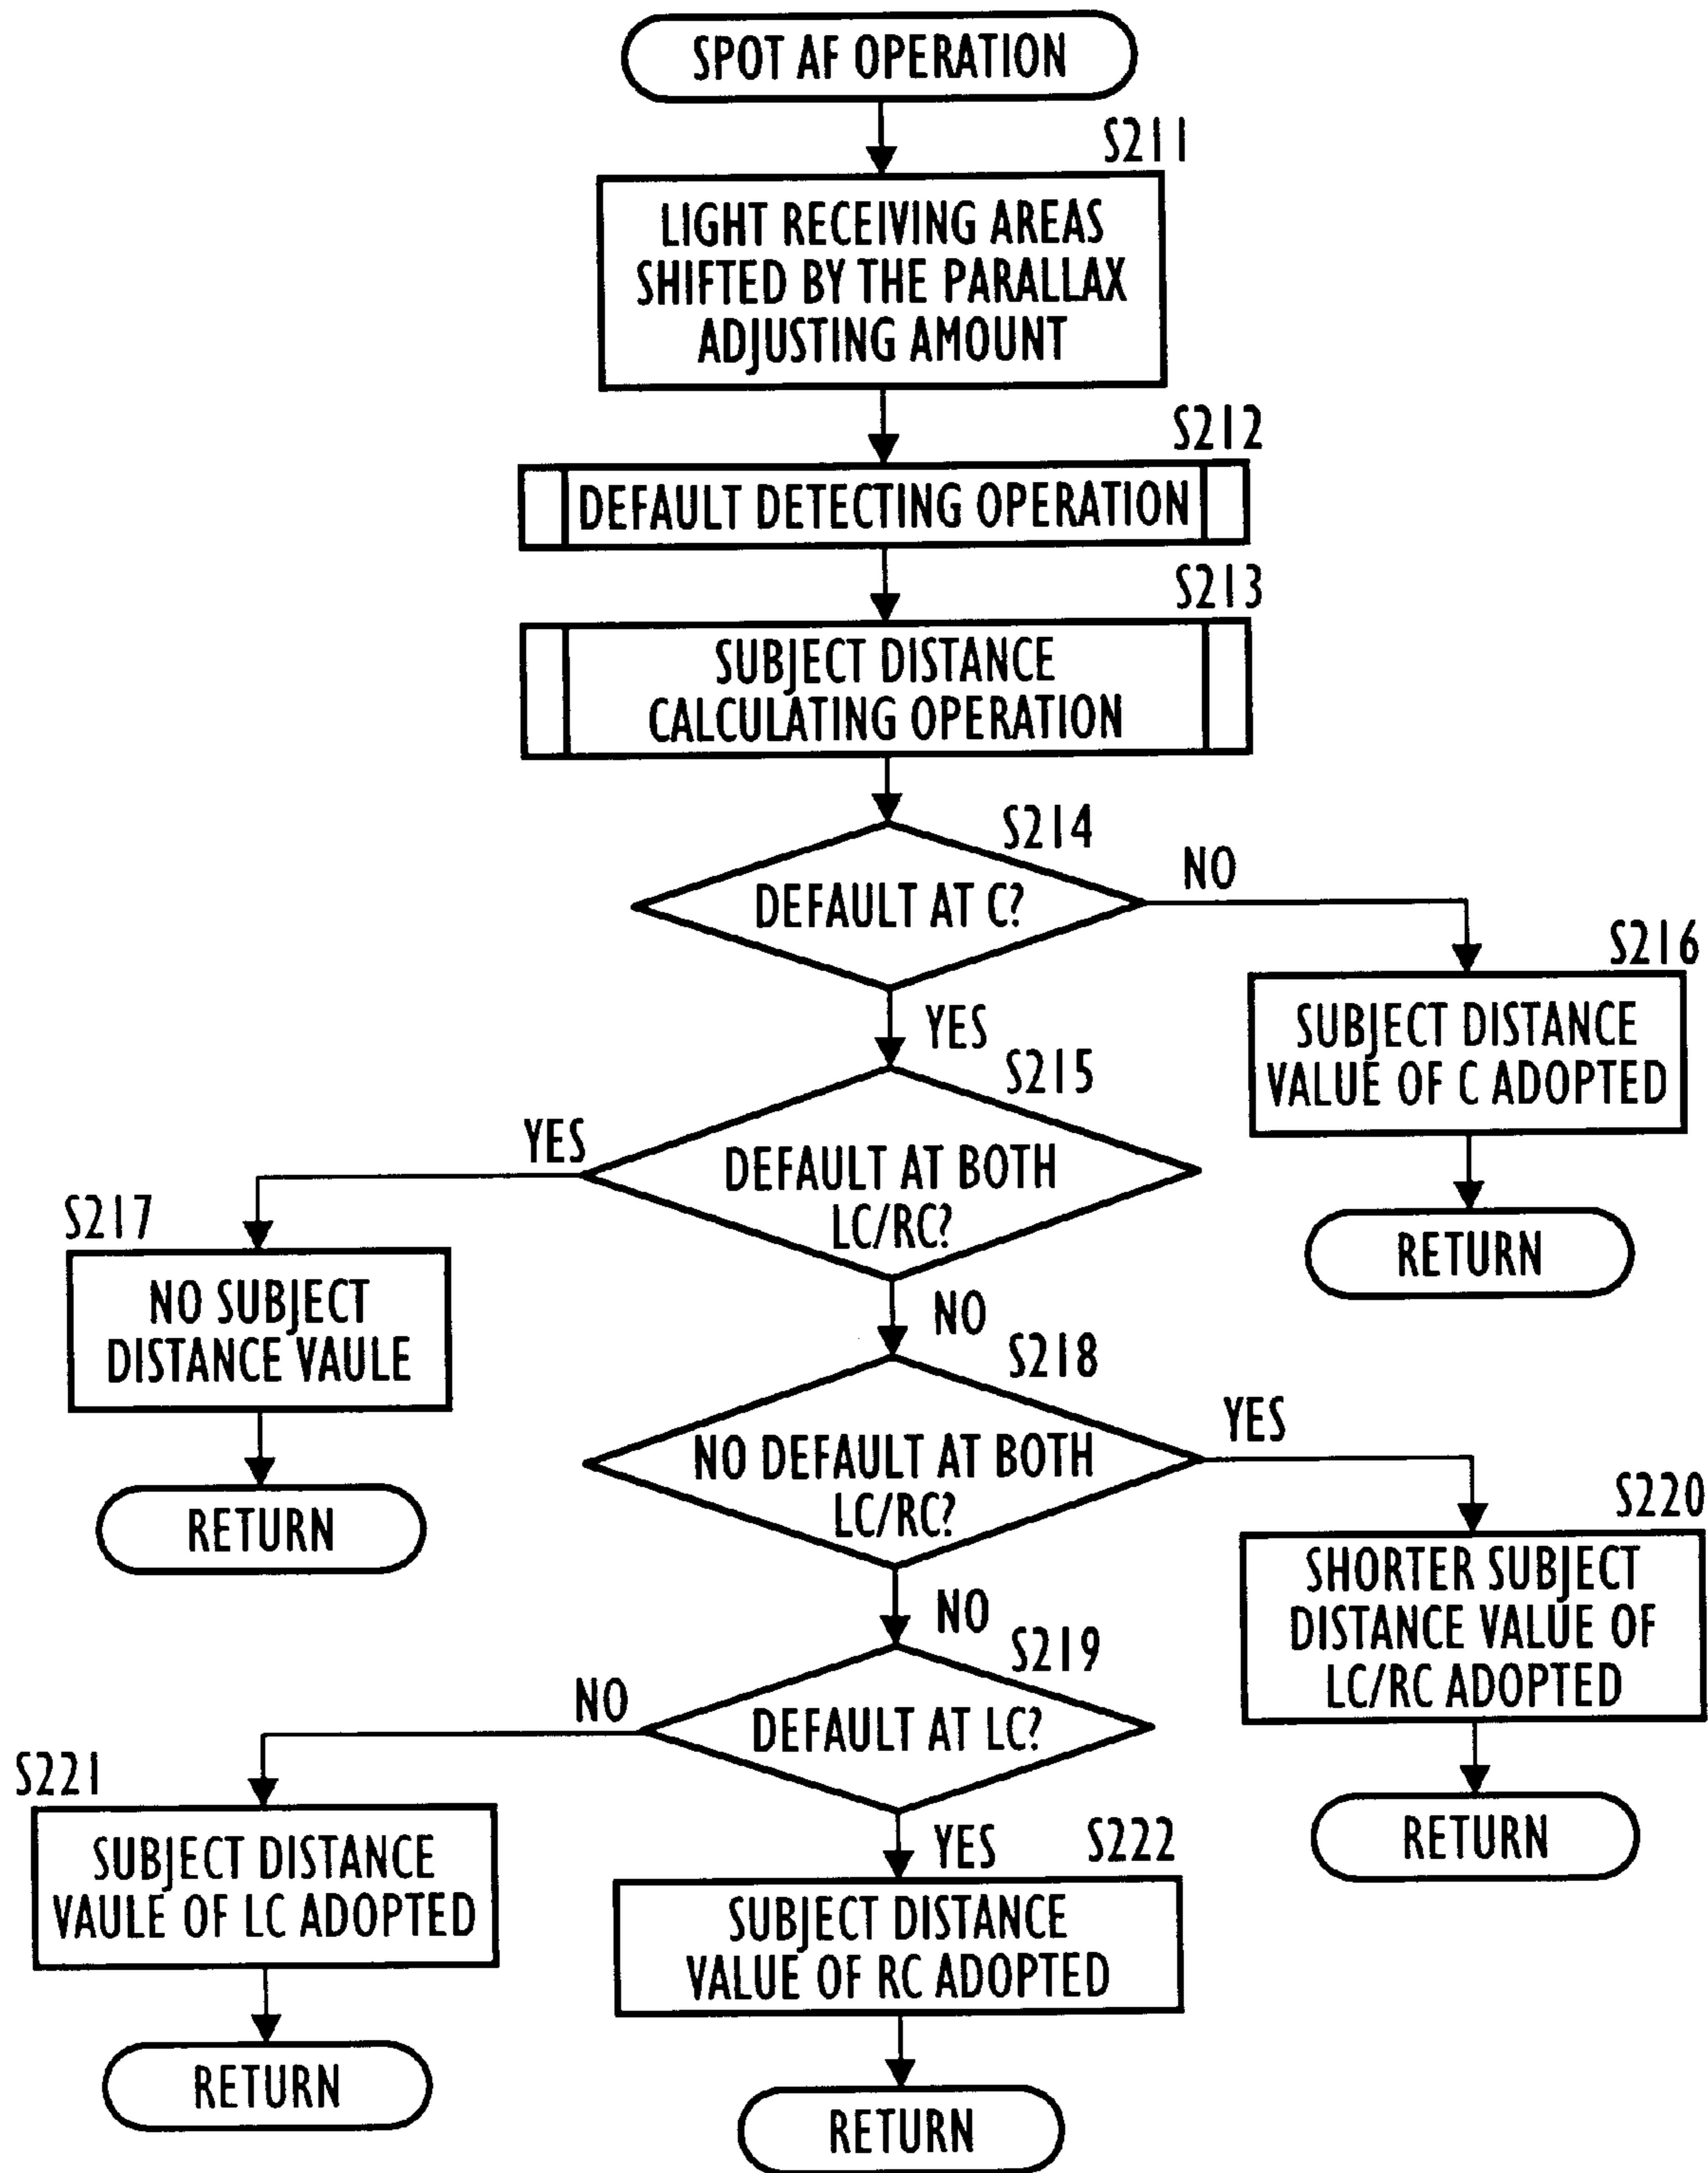 SPOT AF OPERATION
S211
LIGHT RECEIVING AREAS
SHIFTED BY THE PARALLAX
ADJUSTING AMOUNT
S212
DEFAULT DETECTING OPERATION
S213
SUBJECT DISTANCE
CALCULATING OPERATION
S214
DEFAULT AT C?
NO
S216
SUBJECT DISTANCE
VALUE OF C ADOPTED
RETURN
YES
S215
DEFAULT AT BOTH
LC/RC?
YES
S217
NO SUBJECT
DISTANCE VAULE
RETURN
NO
S218
NO DEFAULT AT BOTH
LC/RC?
YES
S220
SHORTER SUBJECT
DISTANCE VALUE OF
LC/RC ADOPTED
RETURN
NO
S219
DEFAULT AT LC?
NO
S221
SUBJECT DISTANCE
VAULE OF LC ADOPTED
RETURN
YES
S222
SUBJECT DISTANCE
VALUE OF RC ADOPTED
RETURN